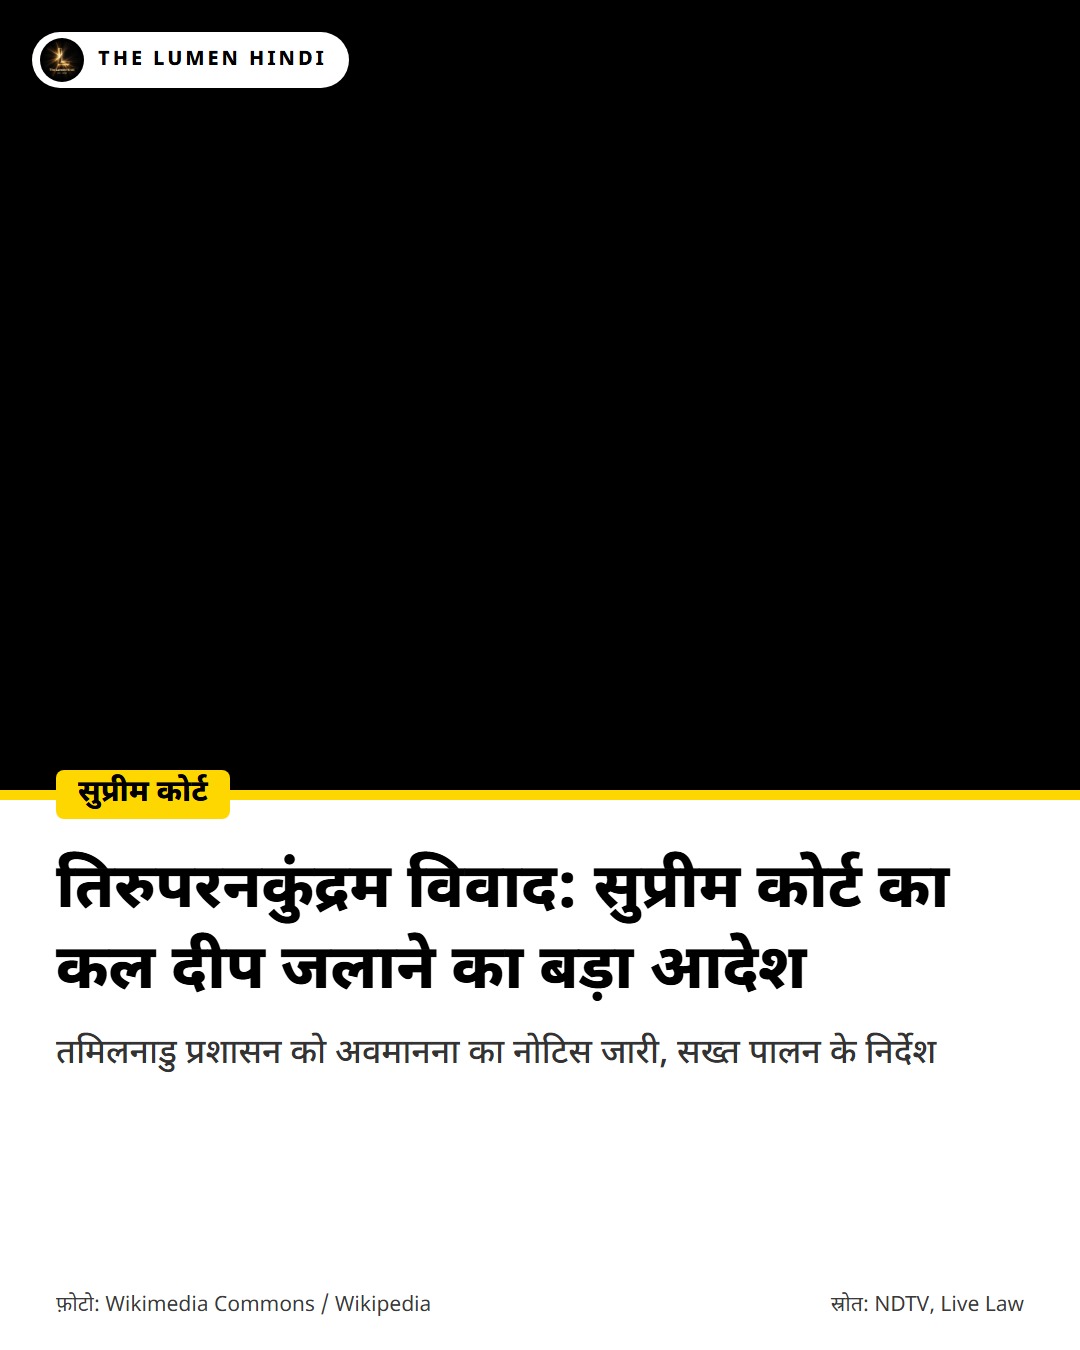 THE LUMEN HINDI
सुप्रीम कोर्ट
तिरुपरनकुंद्रम विवाद: सुप्रीम कोर्ट का
कल दीप जलाने का बड़ा आदेश
तमिलनाडु प्रशासन को अवमानना का नोटिस जारी, सख्त पालन के निर्देश
फ़ोटो: Wikimedia Commons / Wikipedia
स्रोत: NDTV, Live Law